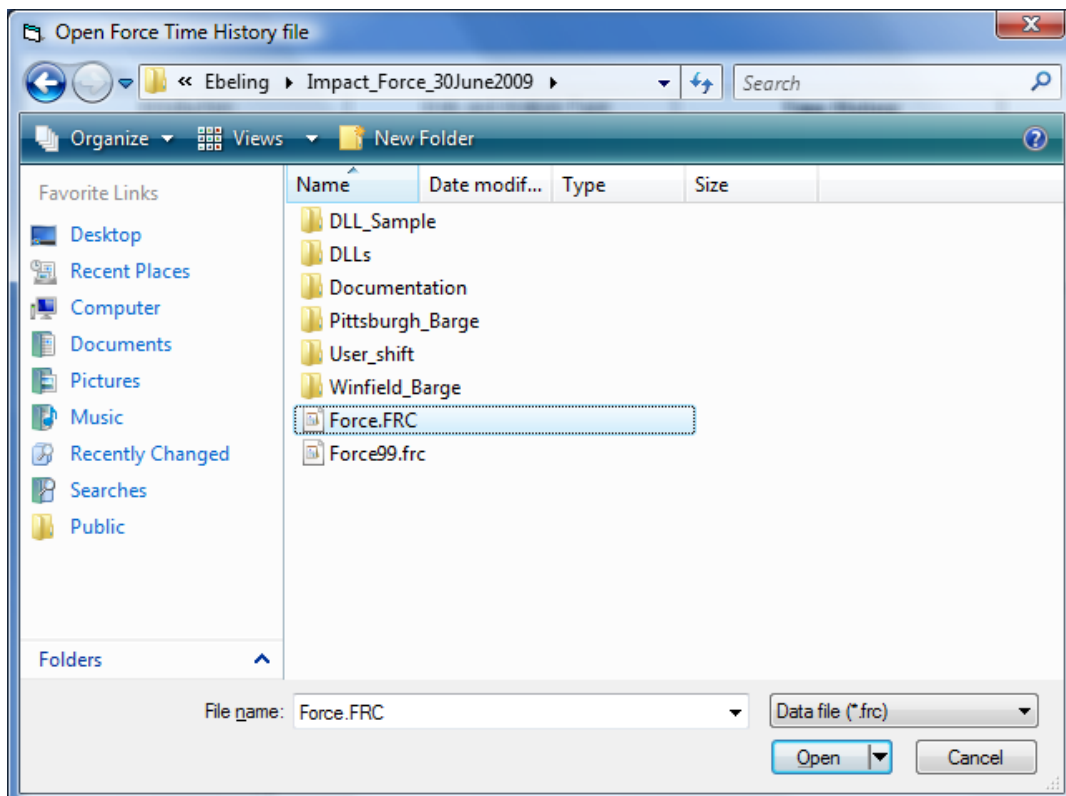 Open Force Time History file
« Ebeling Impact_Force_30June2009 Search
Organize Views New Folder
Favorite Links
Desktop
Recent Places
Computer
Documents
Pictures
Music
Recently Changed
Searches
Public
Folders
Name Date modif... Type Size
DLL_Sample
DLLs
Documentation
Pittsburgh_Barge
User_shift
Winfield_Barge
Force.FRC
Force99.frc
File name: Force.FRC Data file (*.frc)
Open Cancel